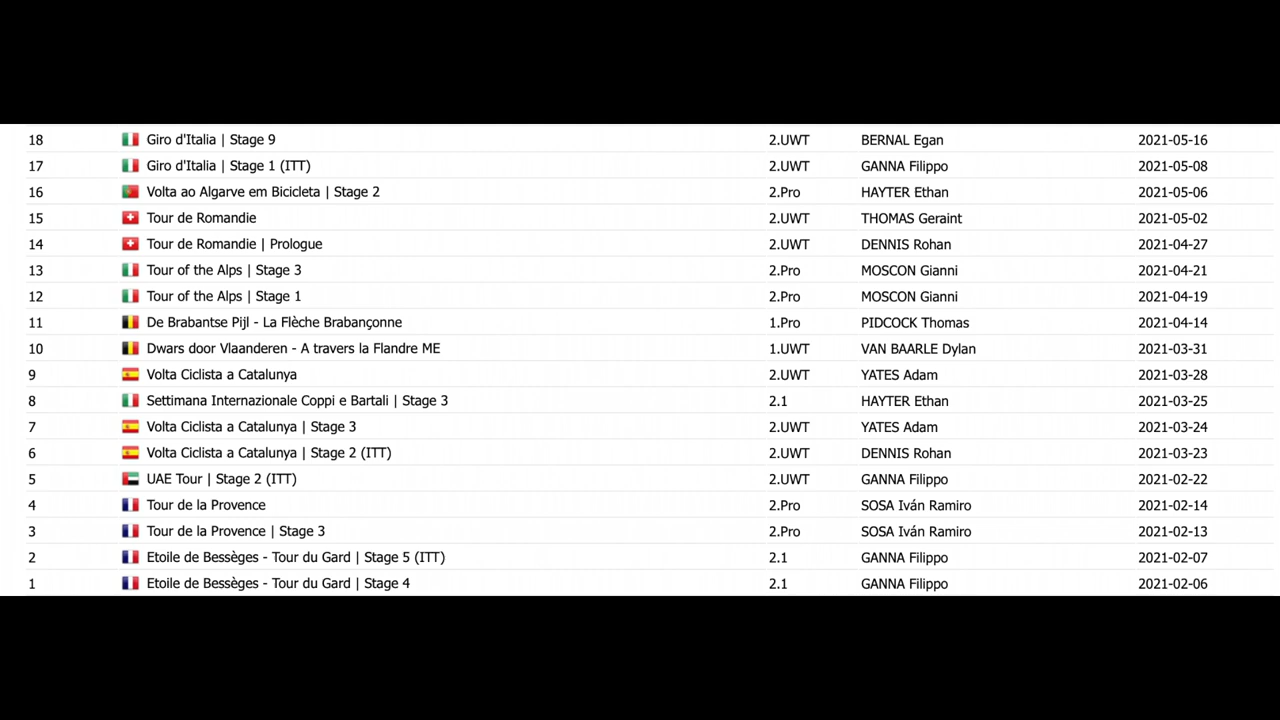 18 Giro d'Italia | Stage 9 2.UWT BERNAL Egan 2021-05-16
17 Giro d'Italia | Stage 1 (ITT) 2.UWT GANNA Filippo 2021-05-08
16 Volta ao Algarve em Bicicleta | Stage 2 2.Pro HAYTER Ethan 2021-05-06
15 Tour de Romandie 2.UWT THOMAS Geraint 2021-05-02
14 Tour de Romandie | Prologue 2.UWT DENNIS Rohan 2021-04-27
13 Tour of the Alps | Stage 3 2.Pro MOSCON Gianni 2021-04-21
12 Tour of the Alps | Stage 1 2.Pro MOSCON Gianni 2021-04-19
11 De Brabantse Pijl - La Flèche Brabançonne 1.Pro PIDCOCK Thomas 2021-04-14
10 Dwars door Vlaanderen - A travers la Flandre ME 1.UWT VAN BAARLE Dylan 2021-03-31
9 Volta Ciclista a Catalunya 2.UWT YATES Adam 2021-03-28
8 Settimana Internazionale Coppi e Bartali | Stage 3 2.1 HAYTER Ethan 2021-03-25
7 Volta Ciclista a Catalunya | Stage 3 2.UWT YATES Adam 2021-03-24
6 Volta Ciclista a Catalunya | Stage 2 (ITT) 2.UWT DENNIS Rohan 2021-03-23
5 UAE Tour | Stage 2 (ITT) 2.UWT GANNA Filippo 2021-02-22
4 Tour de la Provence 2.Pro SOSA Iván Ramiro 2021-02-14
3 Tour de la Provence | Stage 3 2.Pro SOSA Iván Ramiro 2021-02-13
2 Etoile de Bessèges - Tour du Gard | Stage 5 (ITT) 2.1 GANNA Filippo 2021-02-07
1 Etoile de Bessèges - Tour du Gard | Stage 4 2.1 GANNA Filippo 2021-02-06